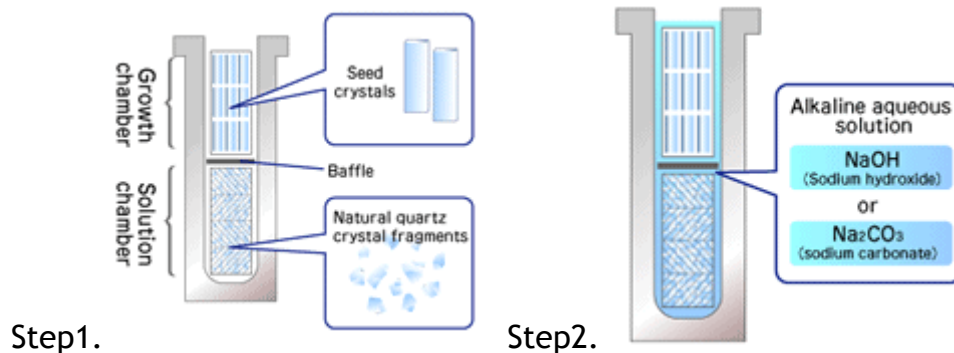 Growth
chamber
Seed
crystals
Baffle
Solution
chamber
Natural quartz
crystal fragments
Step1.
Alkaline aqueous
solution
NaOH
(Sodium hydroxide)
or
Na₂CO₃
(sodium carbonate)
Step2.